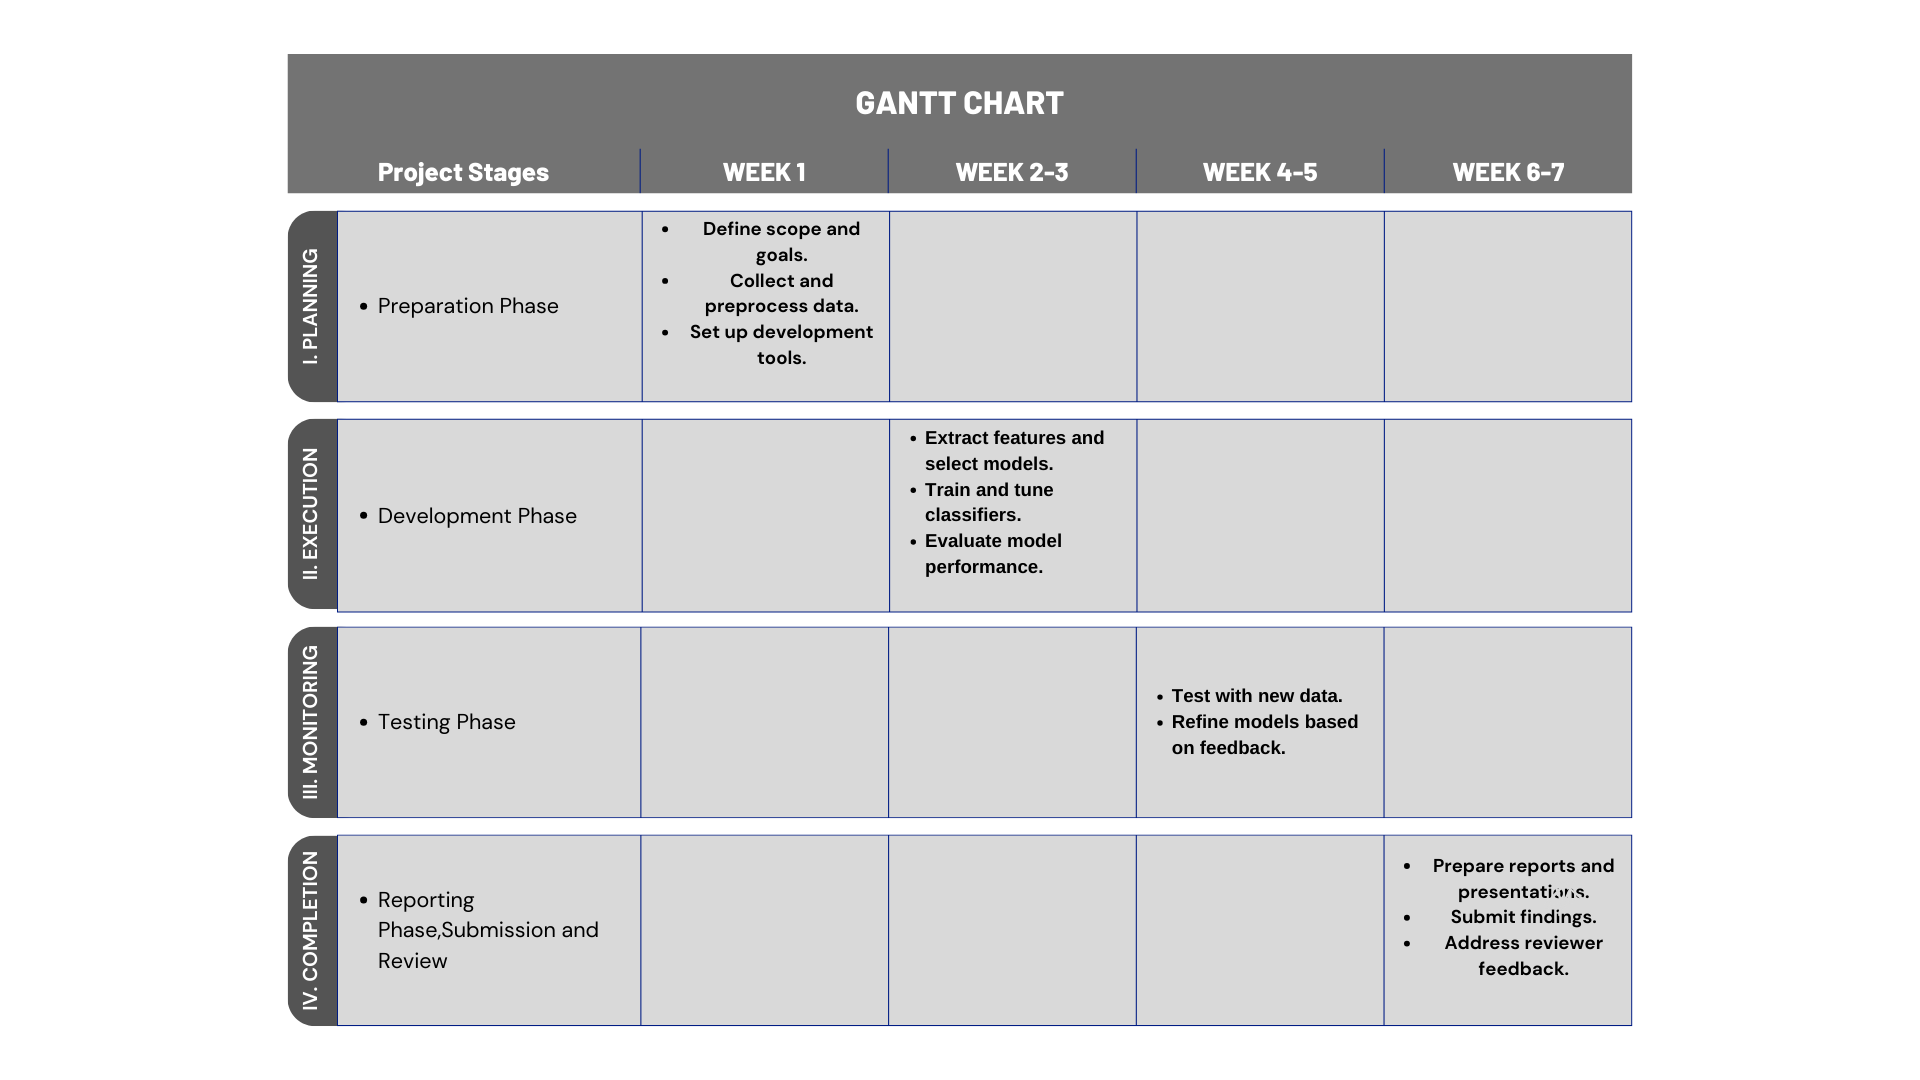 GANTT CHART
Project Stages WEEK 1 WEEK 2-3 WEEK 4-5 WEEK 6-7
I. PLANNING
• Preparation Phase
• Define scope and
goals.
• Collect and
preprocess data.
• Set up development
tools.
II. EXECUTION
• Development Phase
• Extract features and
select models.
• Train and tune
classifiers.
• Evaluate model
performance.
III. MONITORING
• Testing Phase
• Test with new data.
• Refine models based
on feedback.
IV. COMPLETION
• Reporting
Phase,Submission and
Review
• Prepare reports and
presentations.
• Submit findings.
• Address reviewer
feedback.